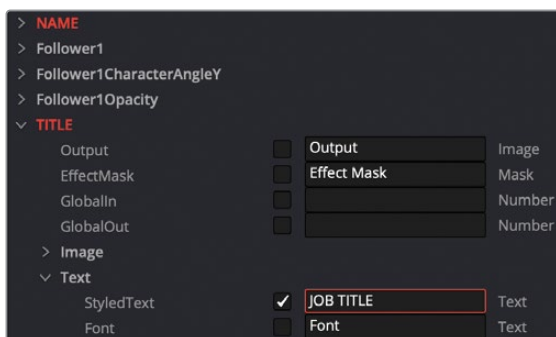 NAME
Follower1
Follower1CharacterAngleY
Follower1Opacity
TITLE
Output Output Image
EffectMask Effect Mask Mask
GlobalIn Number
GlobalOut Number
Image
Text
StyledText JOB TITLE Text
Font Font Text